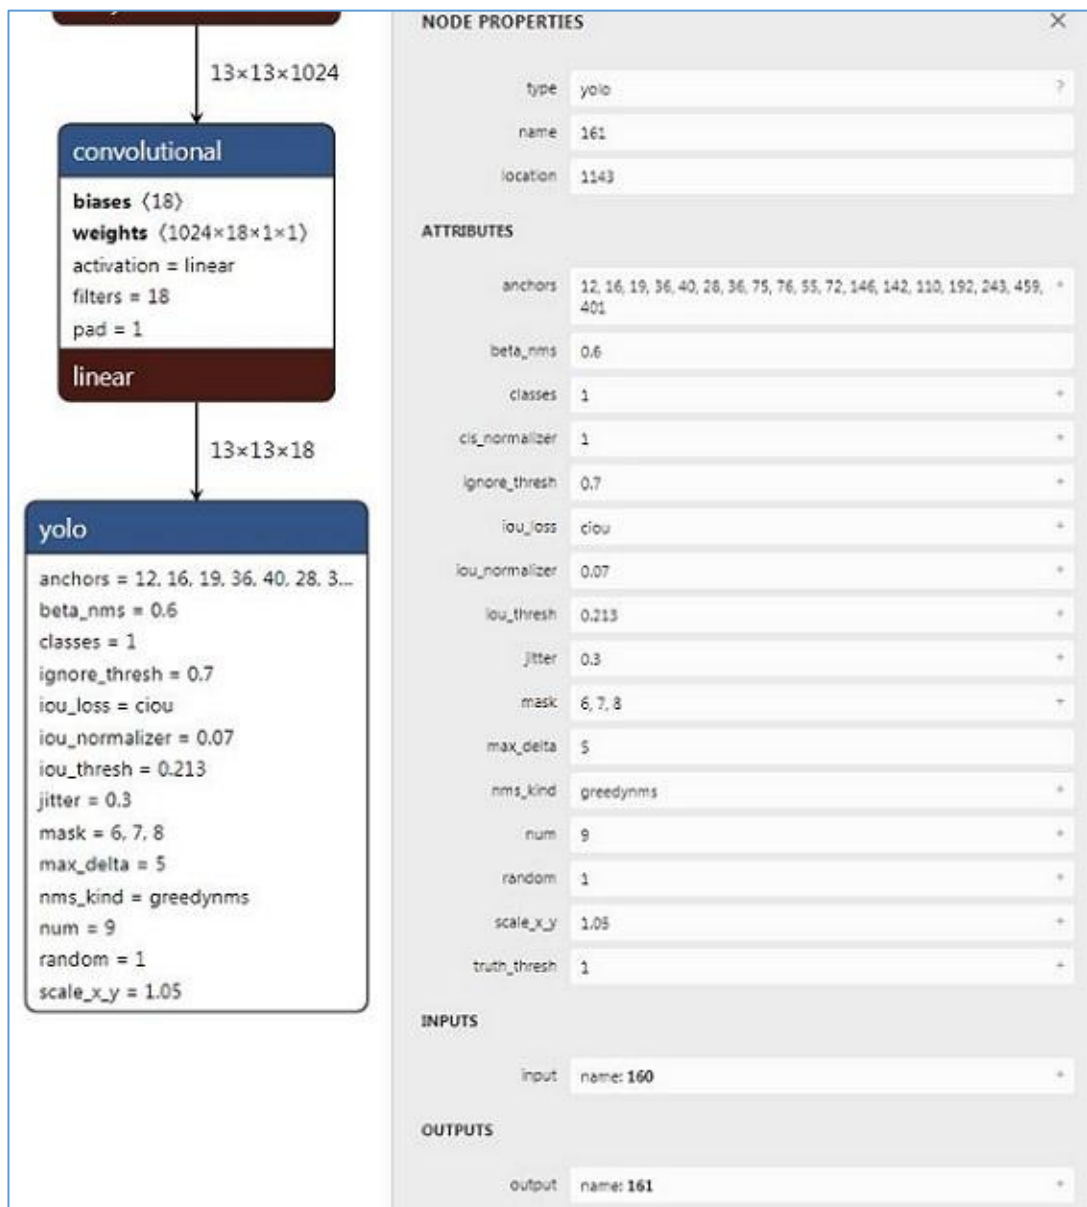 13×13×1024
convolutional
biases ⟨18⟩
weights ⟨1024×18×1×1⟩
activation = linear
filters = 18
pad = 1
linear
13×13×18
yolo
anchors = 12, 16, 19, 36, 40, 28, 3...
beta_nms = 0.6
classes = 1
ignore_thresh = 0.7
iou_loss = ciou
iou_normalizer = 0.07
iou_thresh = 0.213
jitter = 0.3
mask = 6, 7, 8
max_delta = 5
nms_kind = greedynms
num = 9
random = 1
scale_x_y = 1.05
NODE PROPERTIES ×
type yolo ?
name 161
location 1143
ATTRIBUTES
anchors 12, 16, 19, 36, 40, 28, 36, 75, 76, 55, 72, 146, 142, 110, 192, 243, 459, +
401
beta_nms 0.6
classes 1 +
cls_normalizer 1 +
ignore_thresh 0.7 +
iou_loss ciou +
iou_normalizer 0.07 +
iou_thresh 0.213 +
jitter 0.3 +
mask 6, 7, 8 +
max_delta 5
nms_kind greedynms +
num 9 +
random 1 +
scale_x_y 1.05 +
truth_thresh 1 +
INPUTS
input name: 160 +
OUTPUTS
output name: 161 +